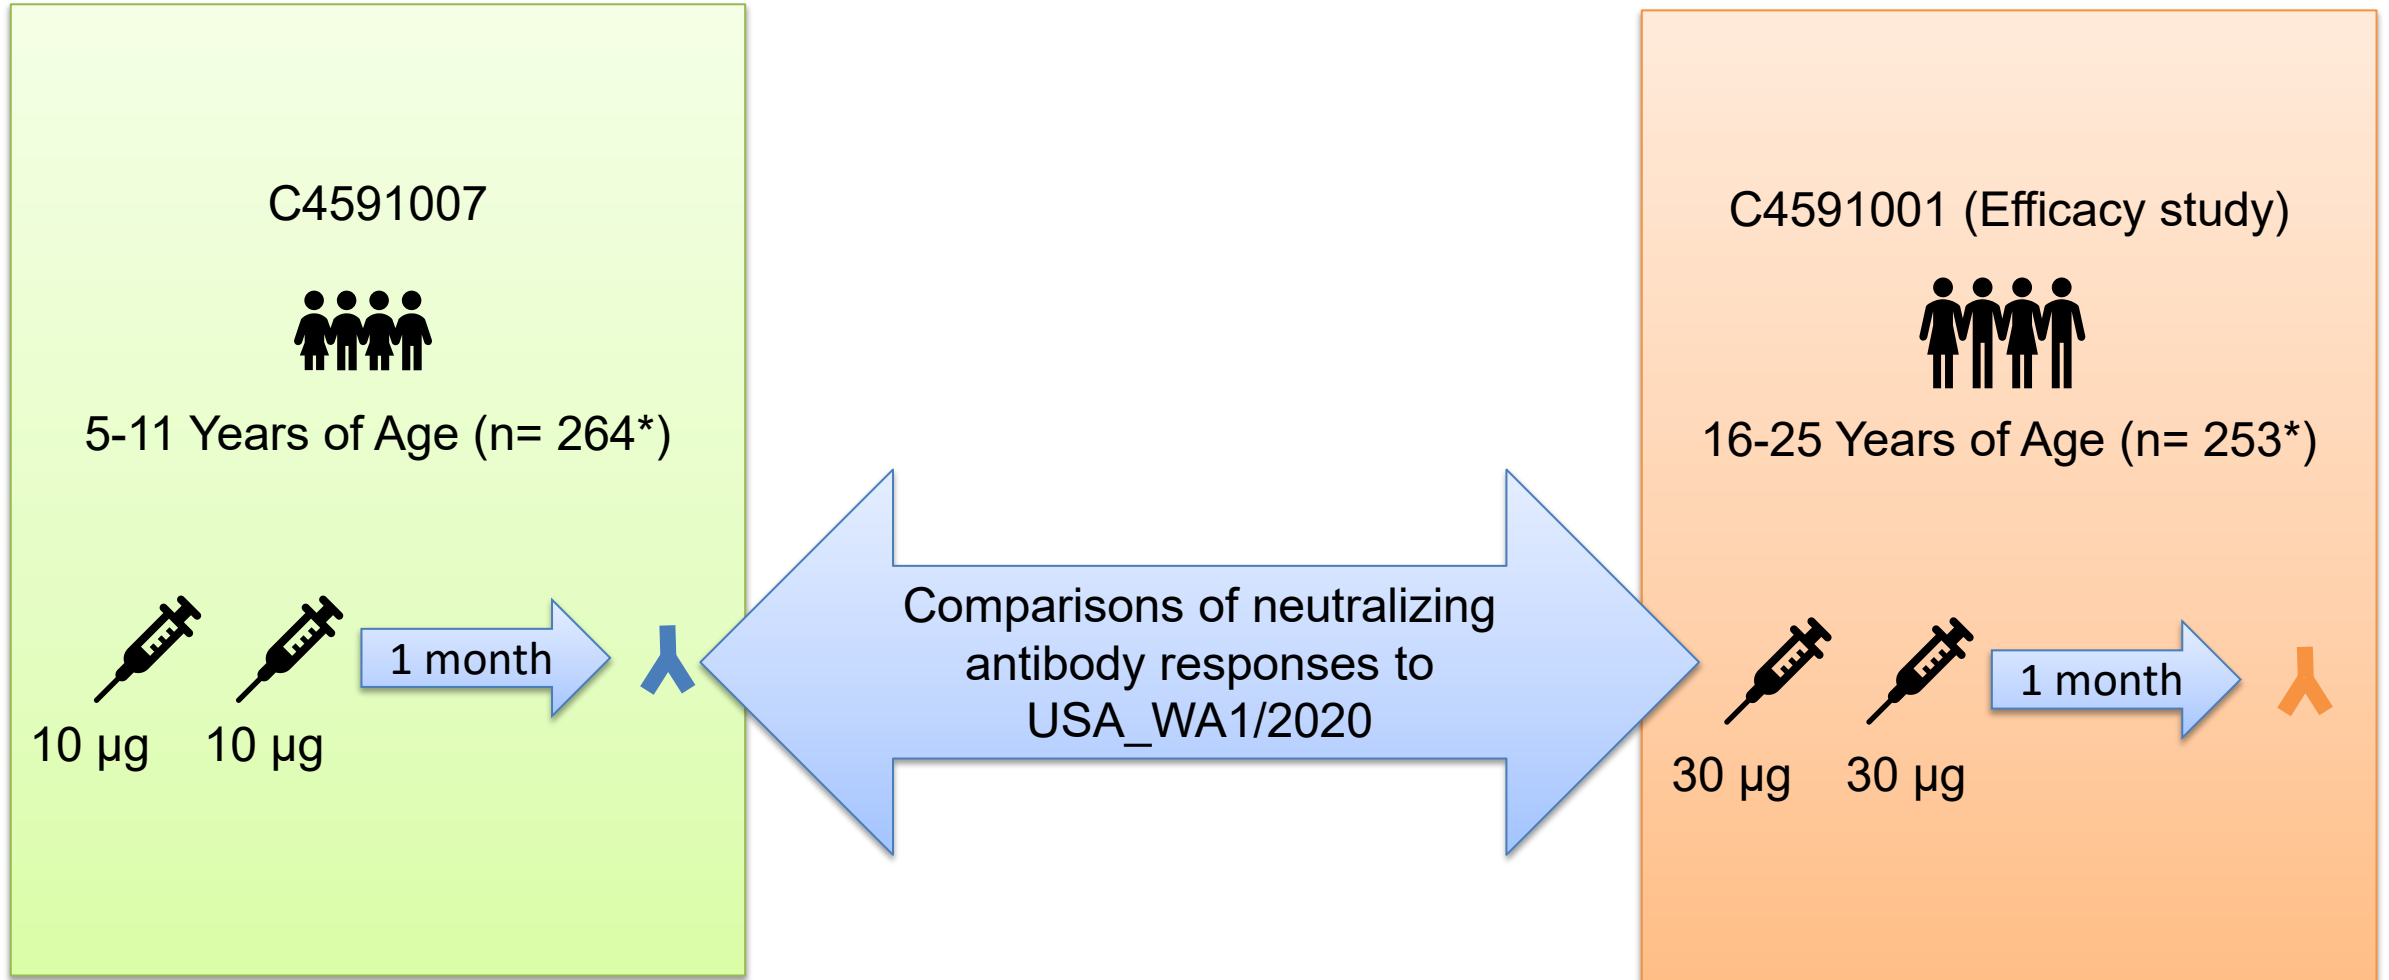 C4591007
5-11 Years of Age (n= 264*)
10 µg 10 µg
1 month
Comparisons of neutralizing
antibody responses to
USA_WA1/2020
C4591001 (Efficacy study)
16-25 Years of Age (n= 253*)
30 µg 30 µg
1 month